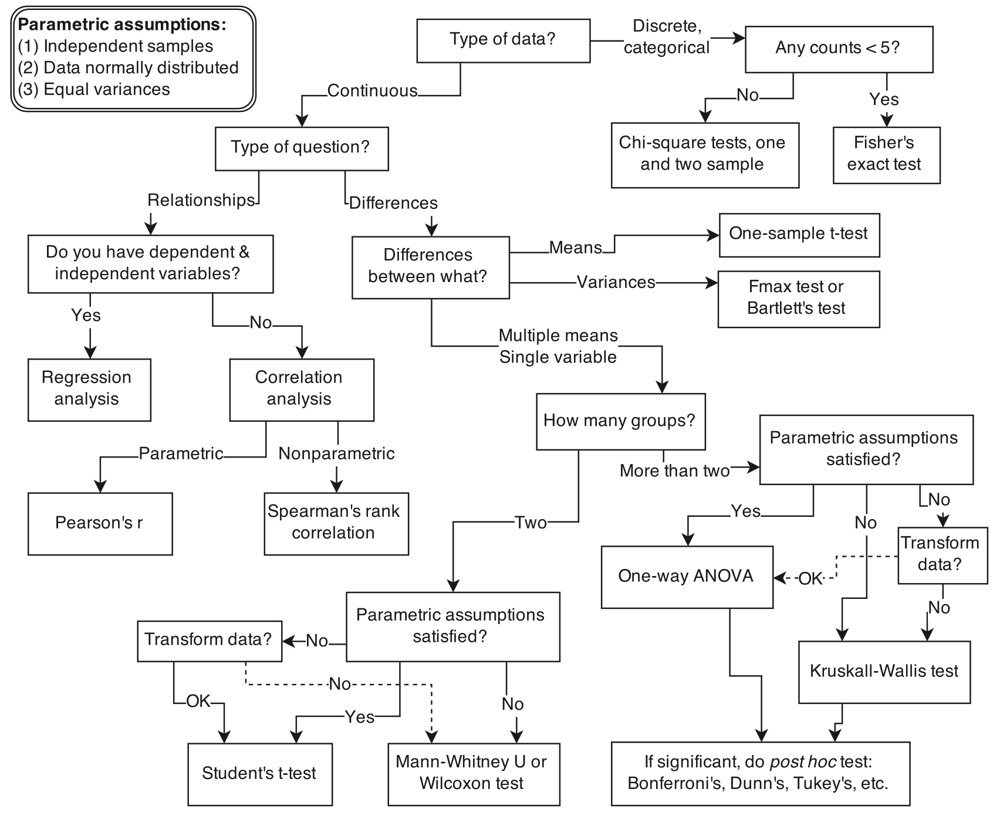 Parametric assumptions:
(1) Independent samples
(2) Data normally distributed
(3) Equal variances
Type of data?
Discrete,
categorical
Any counts < 5?
Continuous
No
Yes
Type of question?
Chi-square tests, one
and two sample
Fisher's
exact test
Relationships
Differences
Do you have dependent &
independent variables?
Differences
between what?
Means
One-sample t-test
Variances
Fmax test or
Bartlett's test
Yes
No
Multiple means
Single variable
Regression
analysis
Correlation
analysis
How many groups?
Parametric
Nonparametric
More than two
Parametric assumptions
satisfied?
Pearson's r
Spearman's rank
correlation
Two
Yes
No
No
Transform
data?
One-way ANOVA
OK
No
Parametric assumptions
satisfied?
Transform data?
No
Kruskall-Wallis test
OK
No
Yes
No
Student's t-test
Mann-Whitney U or
Wilcoxon test
If significant, do post hoc test:
Bonferroni's, Dunn's, Tukey's, etc.